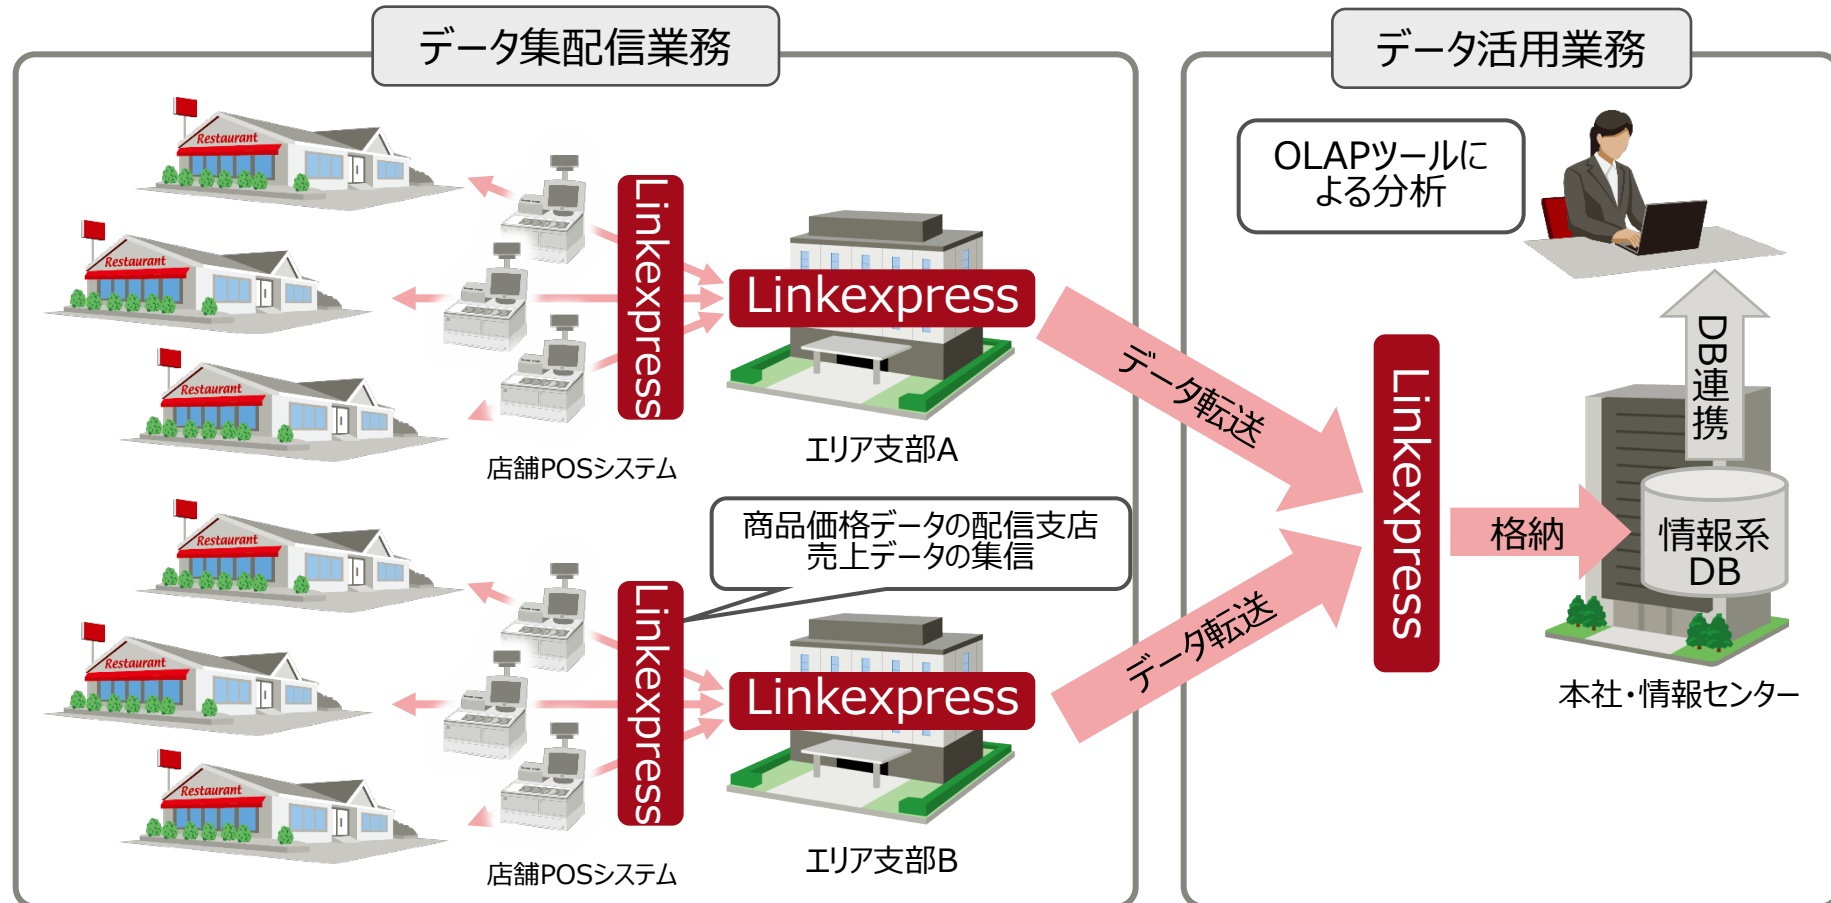 データ集配信業務
データ活用業務
Restaurant
Restaurant
Restaurant
Linkexpress
Linkexpress
店舗POSシステム
エリア支部A
Restaurant
Restaurant
Restaurant
Linkexpress
Linkexpress
店舗POSシステム
エリア支部B
商品価格データの配信支店
売上データの集信
データ転送
データ転送
Linkexpress
格納
情報系
DB
DB連携
OLAPツールに
よる分析
本社・情報センター